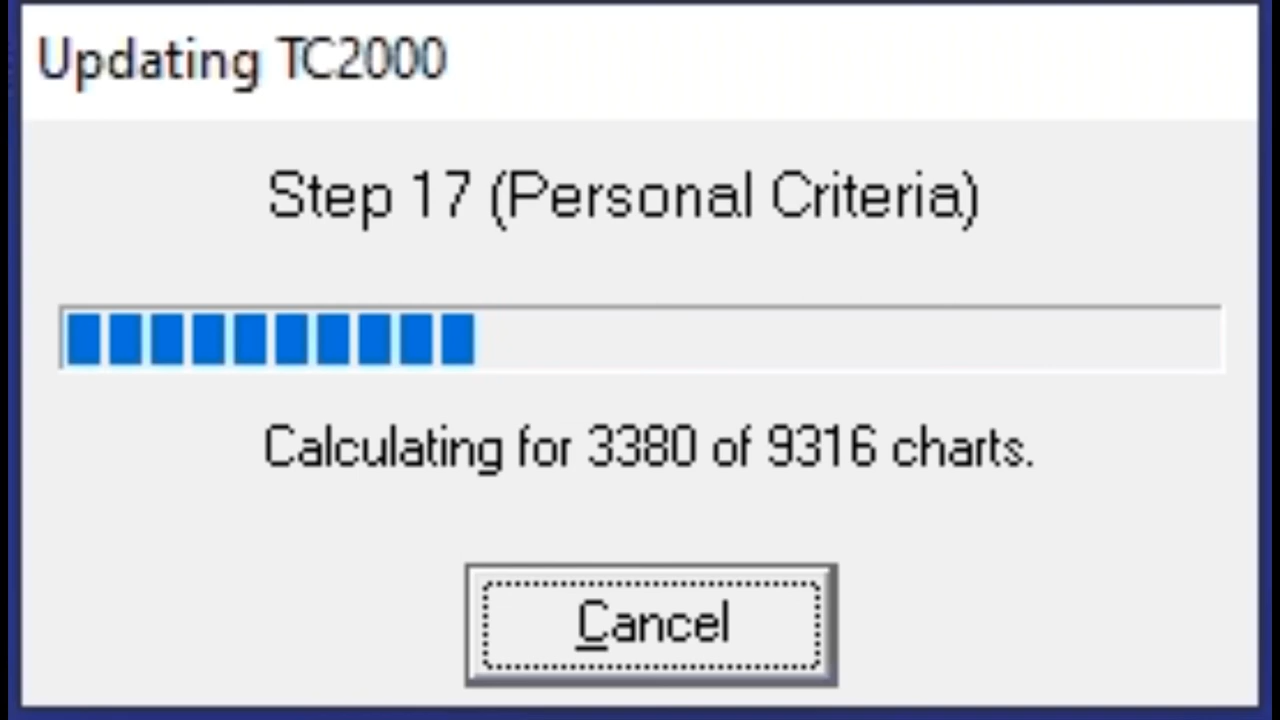 Updating TC2000
Step 17 (Personal Criteria)
Calculating for 3380 of 9316 charts.
Cancel